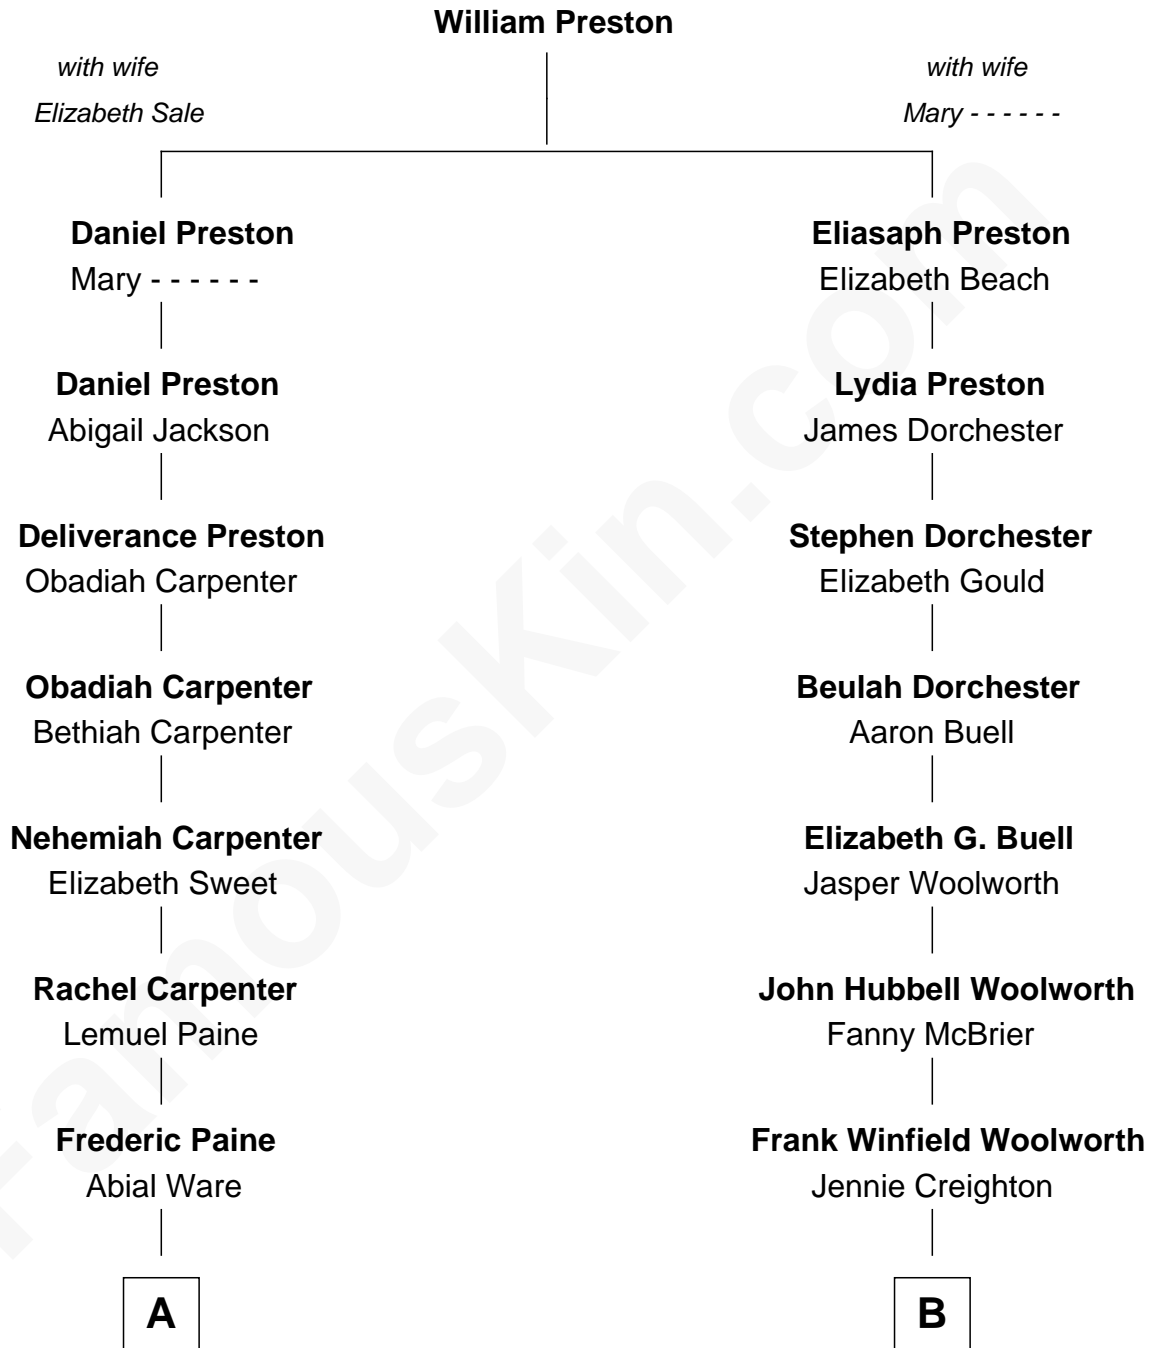 William Preston
with wife
Elizabeth Sale
with wife
Mary - - - - - -
Daniel Preston
Mary - - - - - -
Eliasaph Preston
Elizabeth Beach
Daniel Preston
Abigail Jackson
Lydia Preston
James Dorchester
Deliverance Preston
Obadiah Carpenter
Stephen Dorchester
Elizabeth Gould
Obadiah Carpenter
Bethiah Carpenter
Beulah Dorchester
Aaron Buell
Nehemiah Carpenter
Elizabeth Sweet
Elizabeth G. Buell
Jasper Woolworth
Rachel Carpenter
Lemuel Paine
John Hubbell Woolworth
Fanny McBrier
Frederic Paine
Abial Ware
Frank Winfield Woolworth
Jennie Creighton
A
B
FamousKin.com